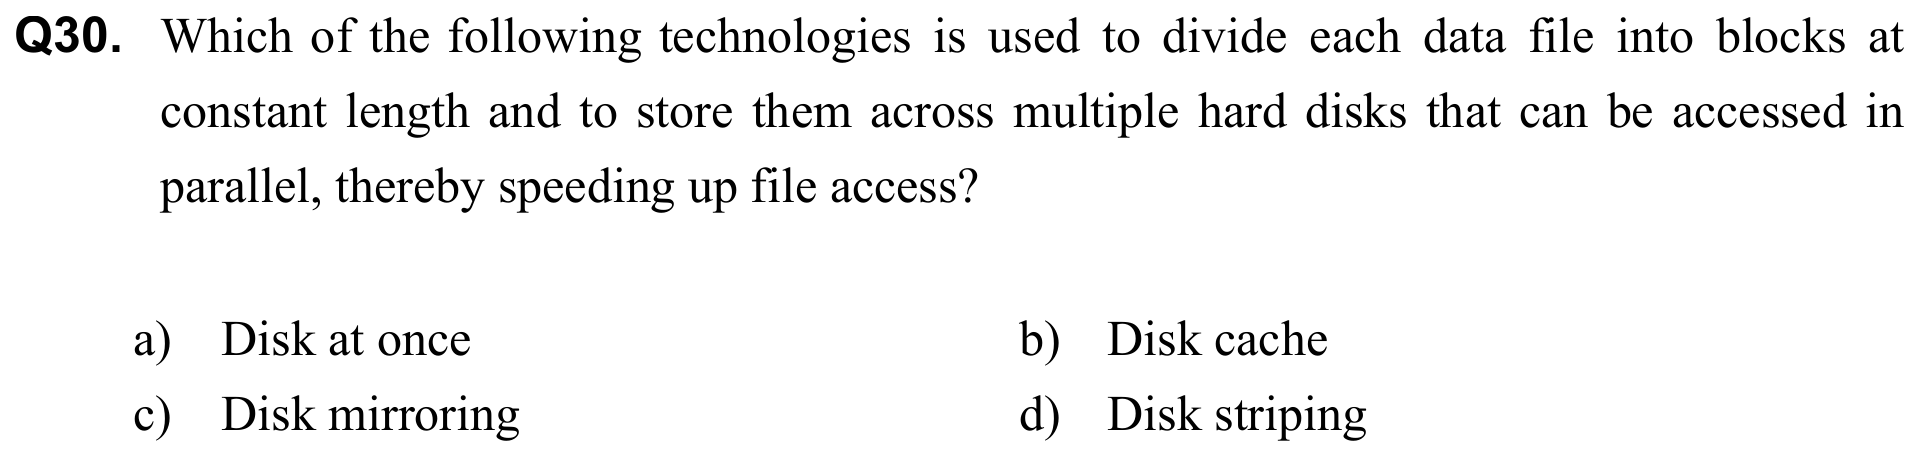 Q30. Which of the following technologies is used to divide each data file into blocks at
constant length and to store them across multiple hard disks that can be accessed in
parallel, thereby speeding up file access?
a) Disk at once b) Disk cache
c) Disk mirroring d) Disk striping